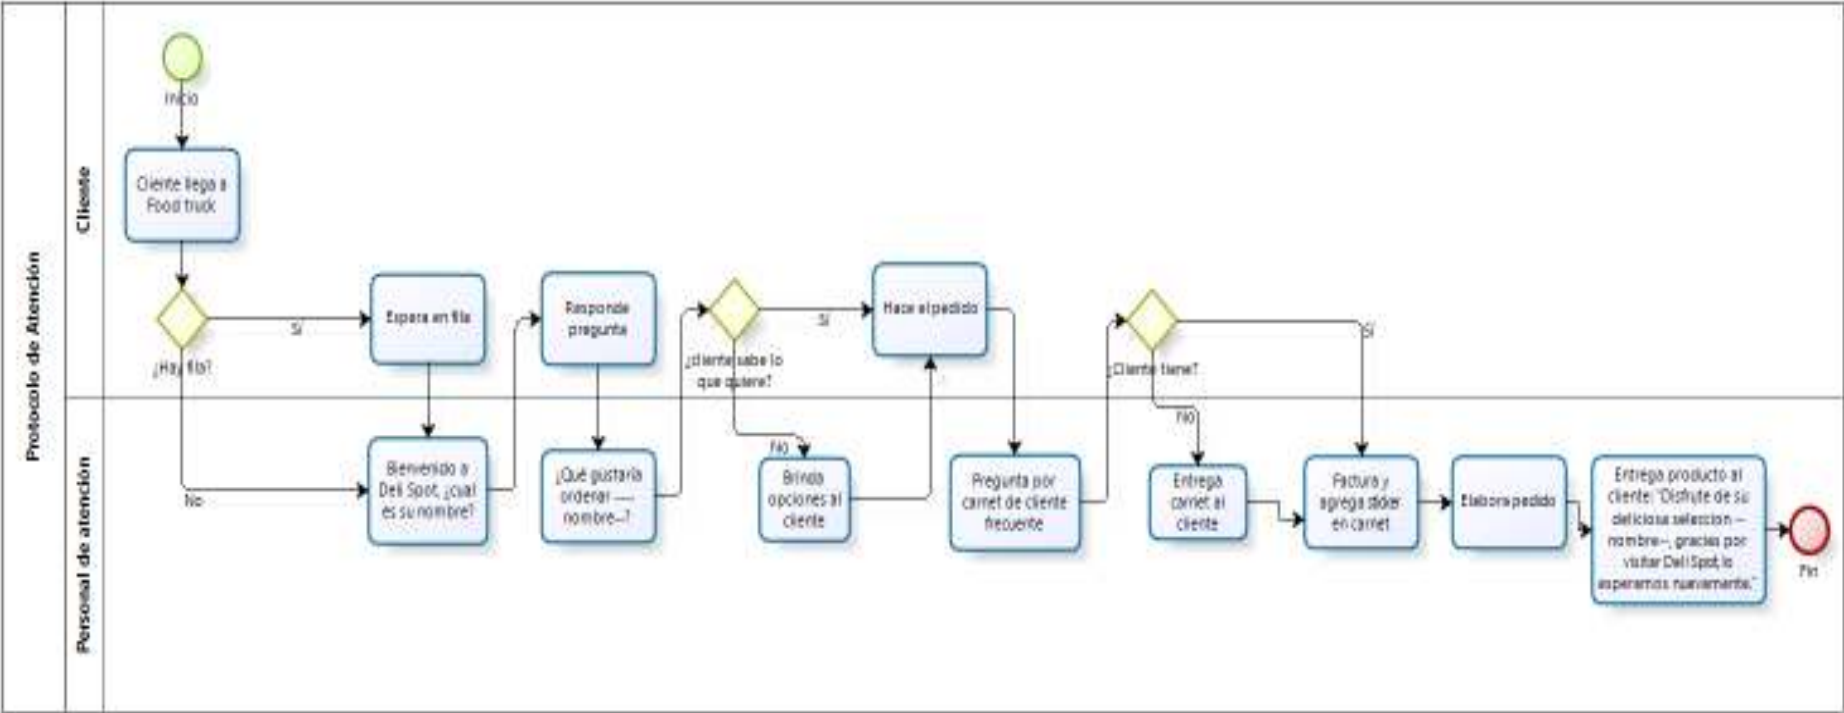 Protocolo de Atención
Cliente
Personal de atención
Inicio
Cliente llega a
Food truck
¿Hay fila?
Sí
No
Espera en fila
Bienvenido a
Deli Spot, ¿cual
es su nombre?
Responde
pregunta
¿Qué gustaría
ordenar -----
nombre--?
¿cliente sabe lo
que quiere?
Sí
No
Brinda
opciones al
cliente
Hace el pedido
Pregunta por
carnet de cliente
frecuente
¿Cliente tiene?
Sí
No
Entrega
carnet al
cliente
Factura y
agrega sticker
en carnet
Elabora pedido
Entrega producto al
cliente: "Disfrute de su
deliciosa seleccion --
nombre--, gracias por
visitar Deli Spot, lo
esperamos nuevamente."
Fin